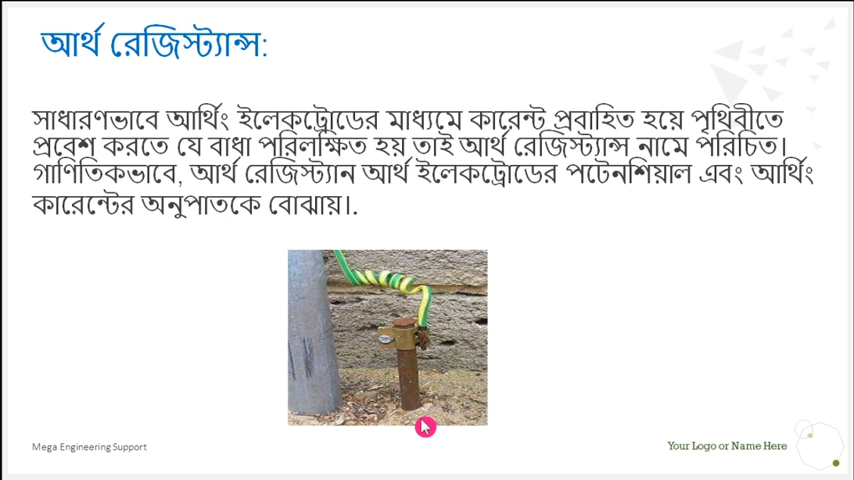 আর্থ রেজিস্ট্যান্স:
সাধারণভাবে আর্থিং ইলেকট্রোডের মাধ্যমে কারেন্ট প্রবাহিত হয়ে পৃথিবীতে
প্রবেশ করতে যে বাধা পরিলক্ষিত হয় তাই আর্থ রেজিস্ট্যান্স নামে পরিচিত।
গাণিতিকভাবে, আর্থ রেজিস্ট্যান আর্থ ইলেকট্রোডের পটেনশিয়াল এবং আর্থিং
কারেন্টের অনুপাতকে বোঝায়।.
Mega Engineering Support
Your Logo or Name Here